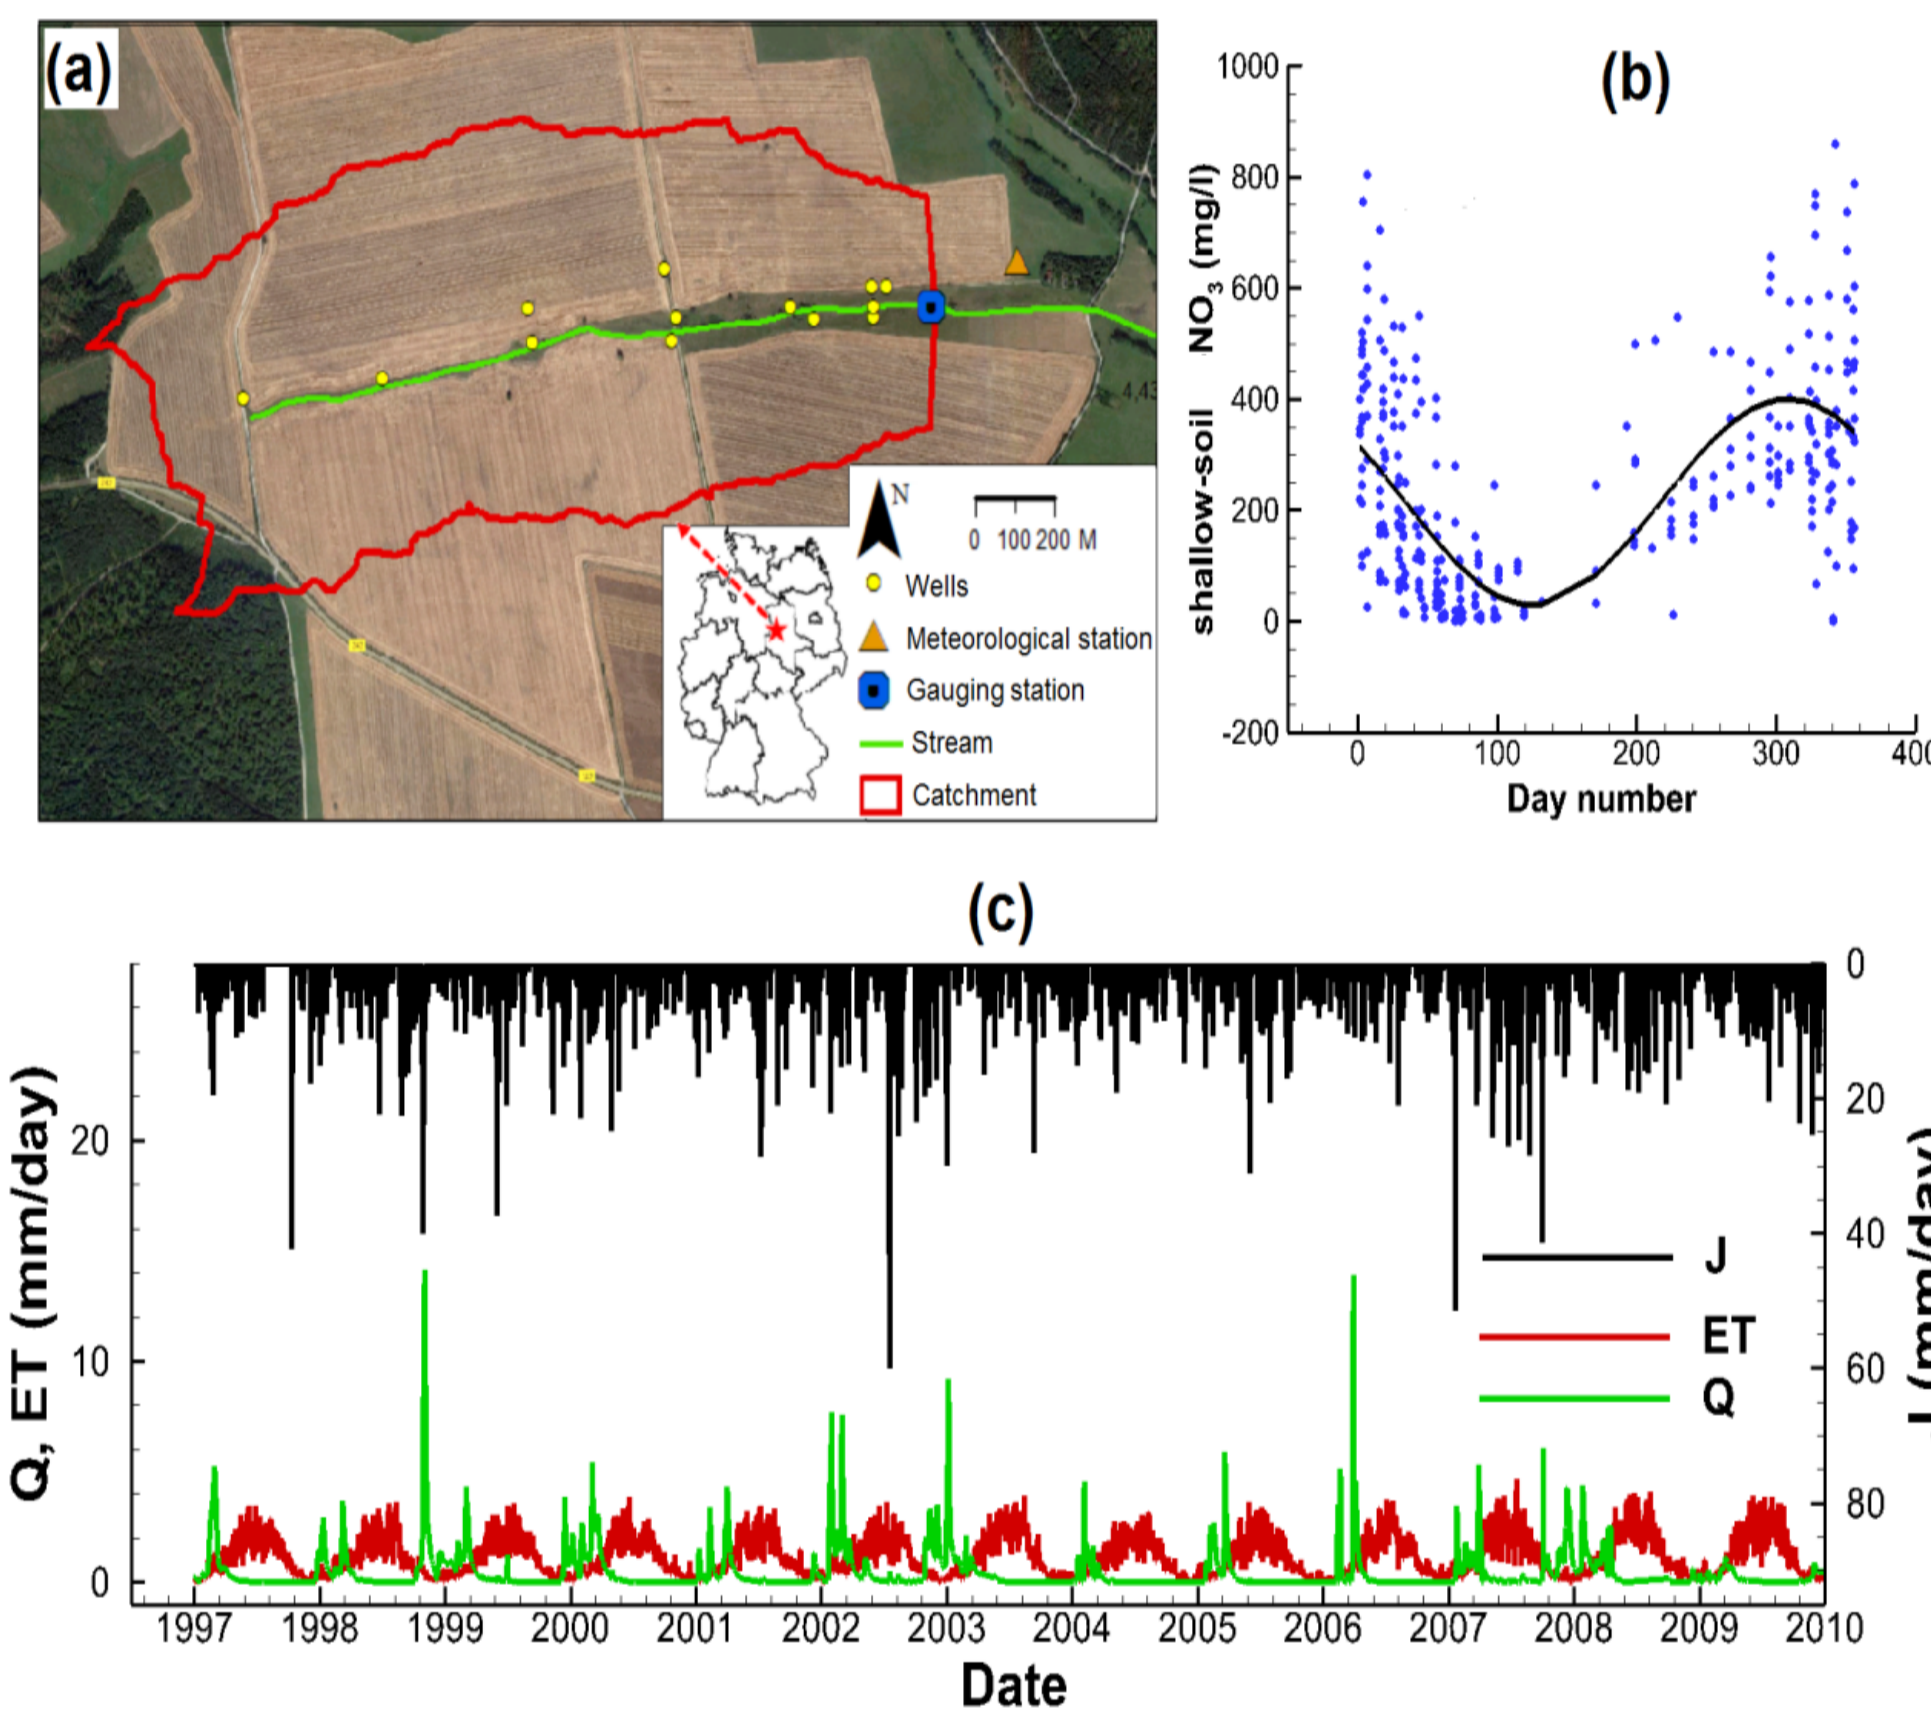 (a)
4,43
N
0 100 200 M
Wells
Meteorological station
Gauging station
Stream
Catchment
(b)
shallow-soil NO3 (mg/l)
1000
800
600
400
200
0
-200
0 100 200 300 400
Day number
(c)
Q, ET (mm/day)
20
10
0
0
20
40
60
80
J (mm/day)
J
ET
Q
1997 1998 1999 2000 2001 2002 2003 2004 2005 2006 2007 2008 2009 2010
Date